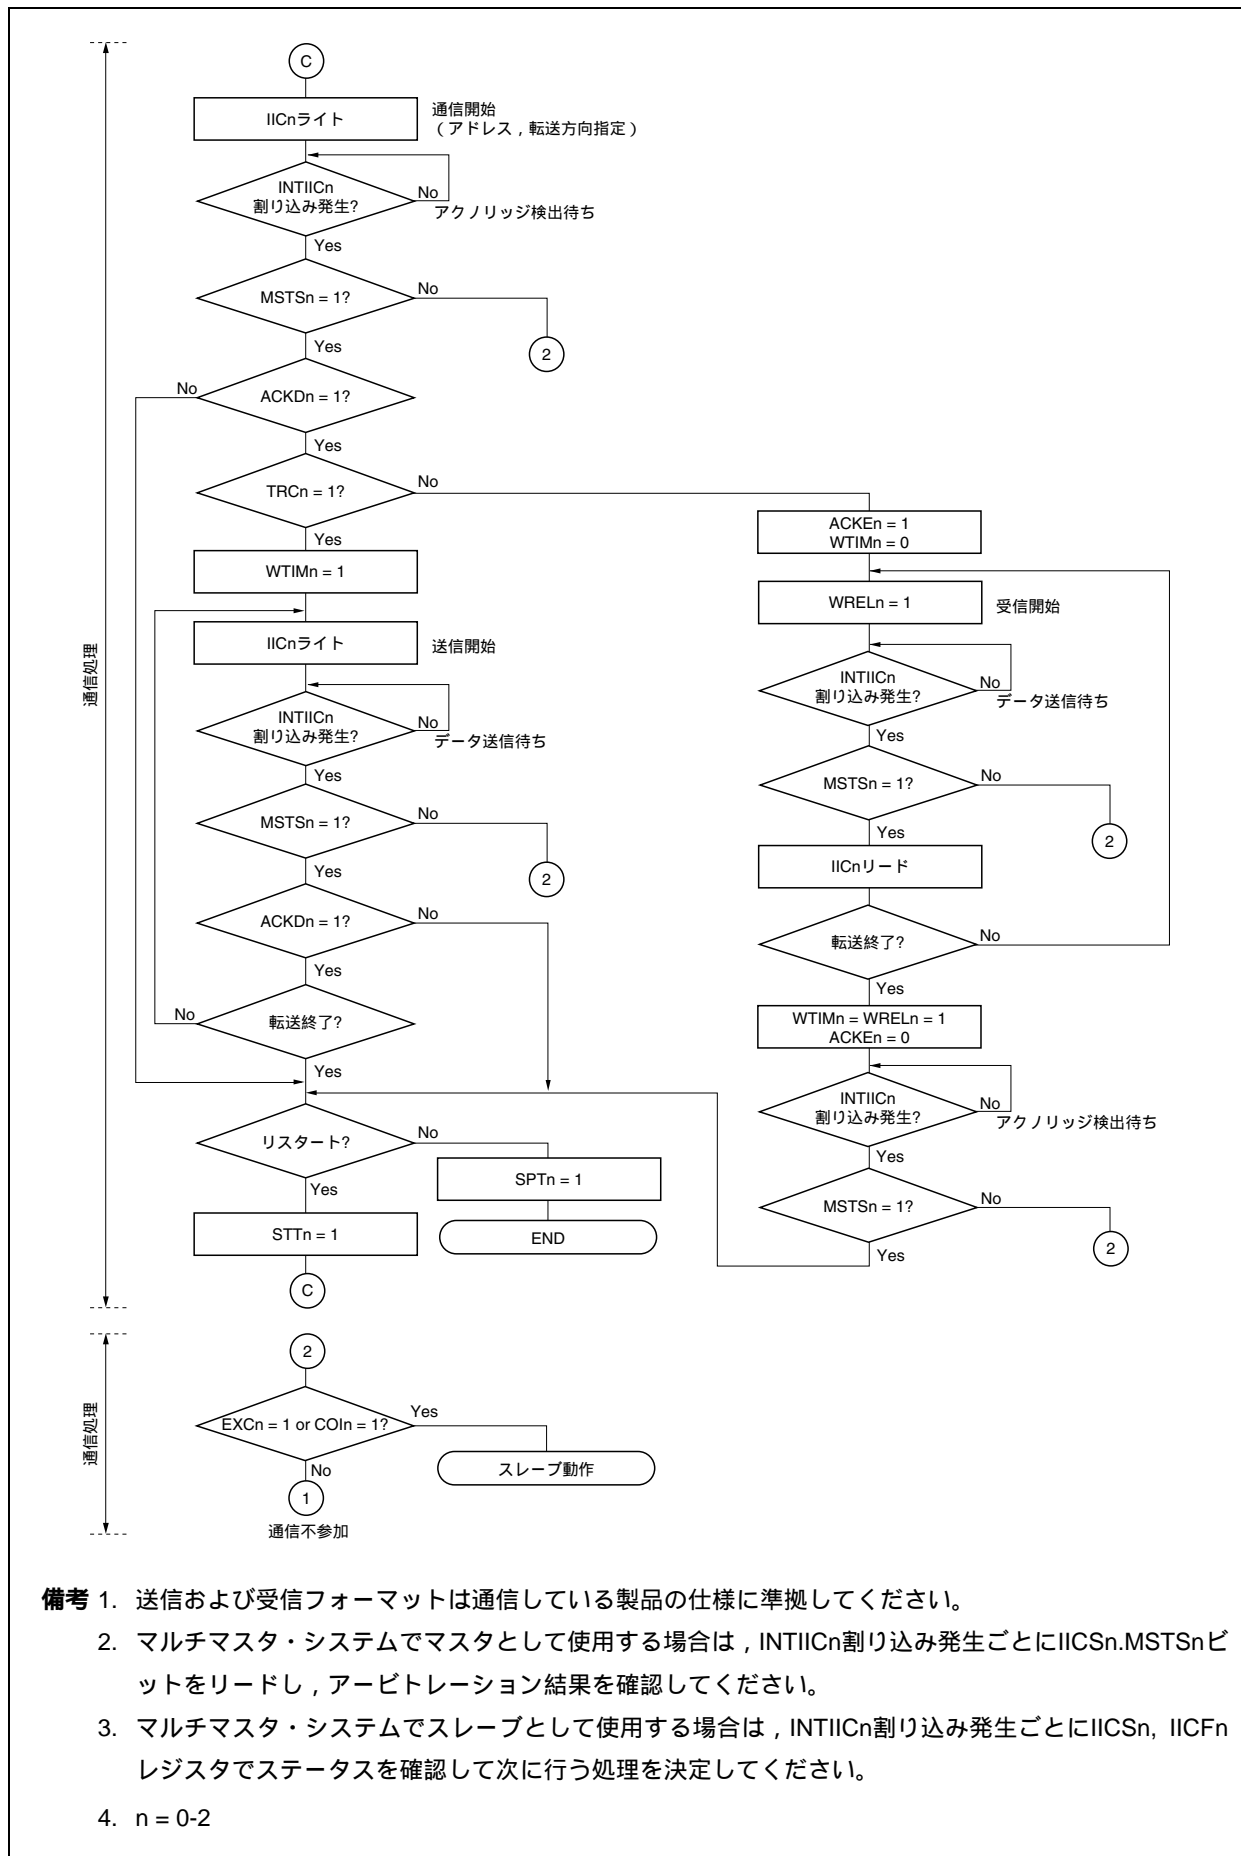 C
IICnライト
通信開始
（アドレス，転送方向指定）
INTIICn
割り込み発生?
No
アクノリッジ検出待ち
Yes
MSTSn = 1?
No
2
Yes
ACKDn = 1?
No
Yes
TRCn = 1?
No
Yes
WTIMn = 1
IICnライト
送信開始
INTIICn
割り込み発生?
No
データ送信待ち
Yes
MSTSn = 1?
No
2
Yes
ACKDn = 1?
No
Yes
転送終了?
No
Yes
ACKEn = 1
WTIMn = 0
WRELn = 1
受信開始
INTIICn
割り込み発生?
No
データ送信待ち
Yes
MSTSn = 1?
No
2
Yes
IICnリード
転送終了?
No
Yes
WTIMn = WRELn = 1
ACKEn = 0
INTIICn
割り込み発生?
No
アクノリッジ検出待ち
Yes
MSTSn = 1?
No
2
Yes
リスタート?
No
Yes
SPTn = 1
END
STTn = 1
C
通信処理
2
EXCn = 1 or COIn = 1?
Yes
スレーブ動作
No
1
通信不参加
通信処理
備考 1. 送信および受信フォーマットは通信している製品の仕様に準拠してください。
2. マルチマスタ・システムでマスタとして使用する場合は，INTIICn割り込み発生ごとにIICSn.MSTSnビ
ットをリードし，アービトレーション結果を確認してください。
3. マルチマスタ・システムでスレーブとして使用する場合は，INTIICn割り込み発生ごとにIICSn, IICFn
レジスタでステータスを確認して次に行う処理を決定してください。
4. n = 0-2